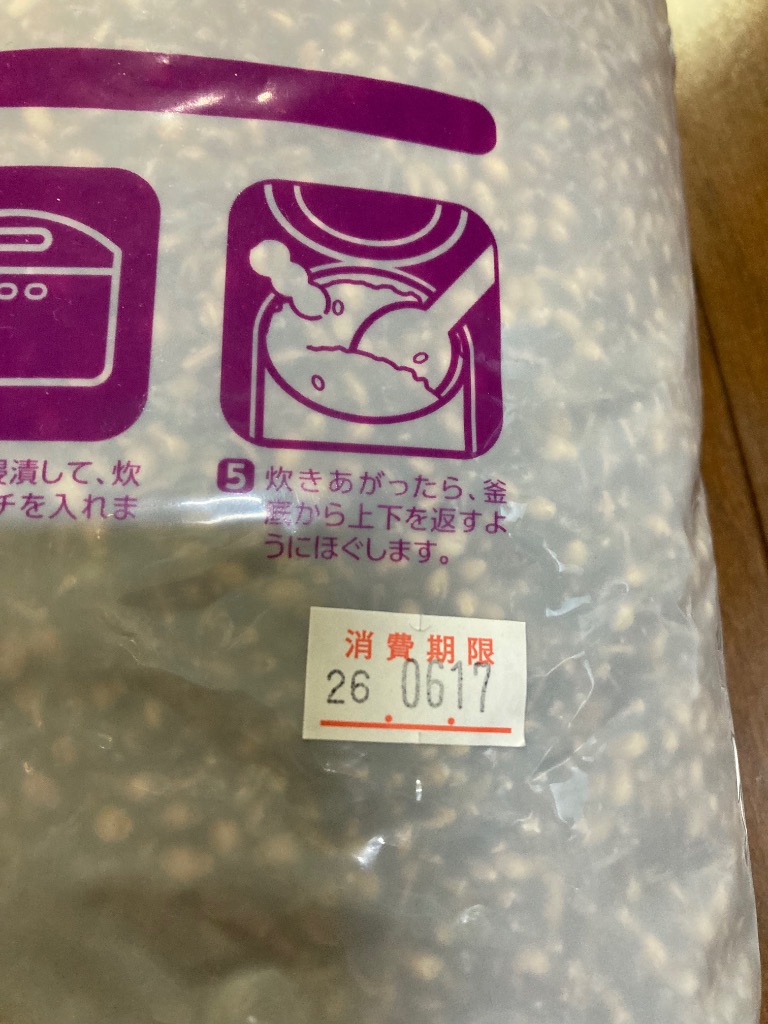 浸漬して、炊
チを入れま
5 炊きあがったら、釜
底から上下を返すよ
うにほぐします。
消費期限
26 0617